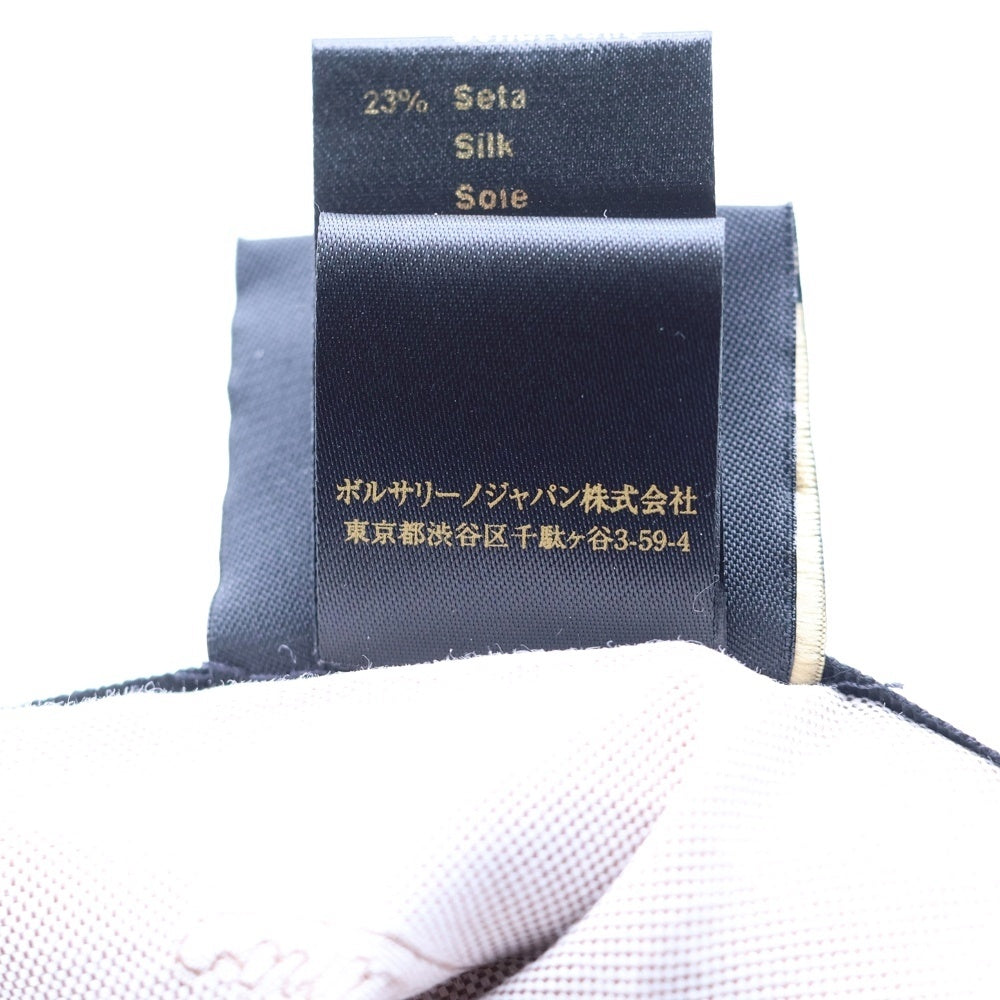 23% Seta
Silk
Soie
ボルサリーノジャパン株式会社
東京都渋谷区千駄ヶ谷3-59-4